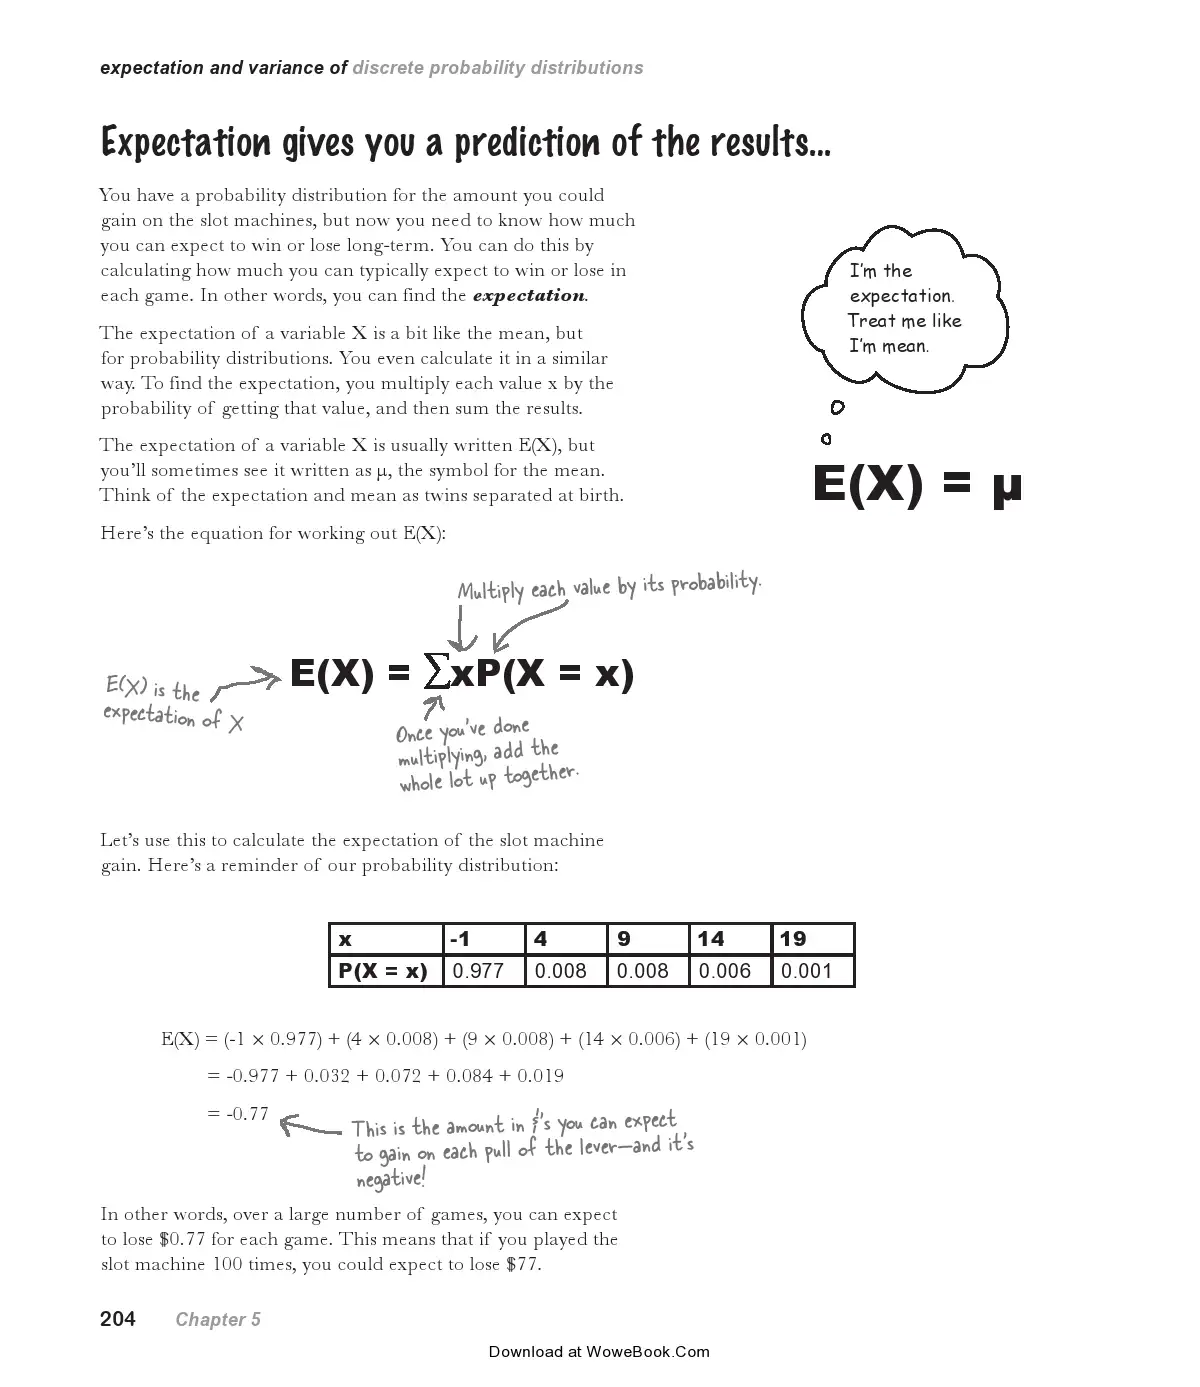 expectation and variance of discrete probability distributions
Expectation gives you a prediction of the results...
You have a probability distribution for the amount you could
gain on the slot machines, but now you need to know how much
you can expect to win or lose long-term. You can do this by
calculating how much you can typically expect to win or lose in
each game. In other words, you can find the expectation.
The expectation of a variable X is a bit like the mean, but
for probability distributions. You even calculate it in a similar
way. To find the expectation, you multiply each value x by the
probability of getting that value, and then sum the results.
The expectation of a variable X is usually written E(X), but
you'll sometimes see it written as μ, the symbol for the mean.
Think of the expectation and mean as twins separated at birth.
Here's the equation for working out E(X):
I'm the
expectation.
Treat me like
I'm mean.
E(X) = μ
Multiply each value by its probability.
E(X) = ∑xP(X = x)
E(X) is the
expectation of X
Once you've done
multiplying, add the
whole lot up together.
Let's use this to calculate the expectation of the slot machine
gain. Here's a reminder of our probability distribution:
x -1 4 9 14 19
P(X = x) 0.977 0.008 0.008 0.006 0.001
E(X) = (-1 × 0.977) + (4 × 0.008) + (9 × 0.008) + (14 × 0.006) + (19 × 0.001)
= -0.977 + 0.032 + 0.072 + 0.084 + 0.019
= -0.77
This is the amount in $'s you can expect
to gain on each pull of the lever—and it's
negative!
In other words, over a large number of games, you can expect
to lose $0.77 for each game. This means that if you played the
slot machine 100 times, you could expect to lose $77.
204 Chapter 5
Download at WoweBook.Com